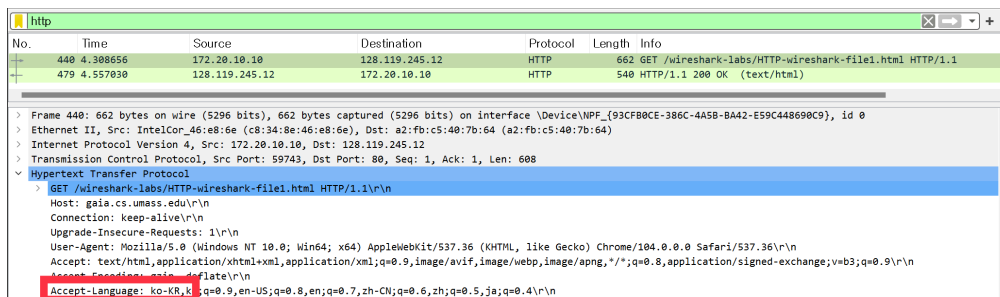 http
No. Time Source Destination Protocol Length Info
440 4.308656 172.20.10.10 128.119.245.12 HTTP 662 GET /wireshark-labs/HTTP-wireshark-file1.html HTTP/1.1
479 4.557030 128.119.245.12 172.20.10.10 HTTP 540 HTTP/1.1 200 OK (text/html)
> Frame 440: 662 bytes on wire (5296 bits), 662 bytes captured (5296 bits) on interface \Device\NPF_{93CFB0CE-386C-4A5B-BA42-E59C448690C9}, id 0
> Ethernet II, Src: IntelCor_46:e8:6e (c8:34:8e:46:e8:6e), Dst: a2:fb:c5:40:7b:64 (a2:fb:c5:40:7b:64)
> Internet Protocol Version 4, Src: 172.20.10.10, Dst: 128.119.245.12
> Transmission Control Protocol, Src Port: 59743, Dst Port: 80, Seq: 1, Ack: 1, Len: 608
Hypertext Transfer Protocol
> GET /wireshark-labs/HTTP-wireshark-file1.html HTTP/1.1\r\n
Host: gaia.cs.umass.edu\r\n
Connection: keep-alive\r\n
Upgrade-Insecure-Requests: 1\r\n
User-Agent: Mozilla/5.0 (Windows NT 10.0; Win64; x64) AppleWebKit/537.36 (KHTML, like Gecko) Chrome/104.0.0.0 Safari/537.36\r\n
Accept: text/html,application/xhtml+xml,application/xml;q=0.9,image/avif,image/webp,image/apng,*/*;q=0.8,application/signed-exchange;v=b3;q=0.9\r\n
Accept-Encoding: gzip, deflate\r\n
Accept-Language: ko-KR,k ;q=0.9,en-US;q=0.8,en;q=0.7,zh-CN;q=0.6,zh;q=0.5,ja;q=0.4\r\n